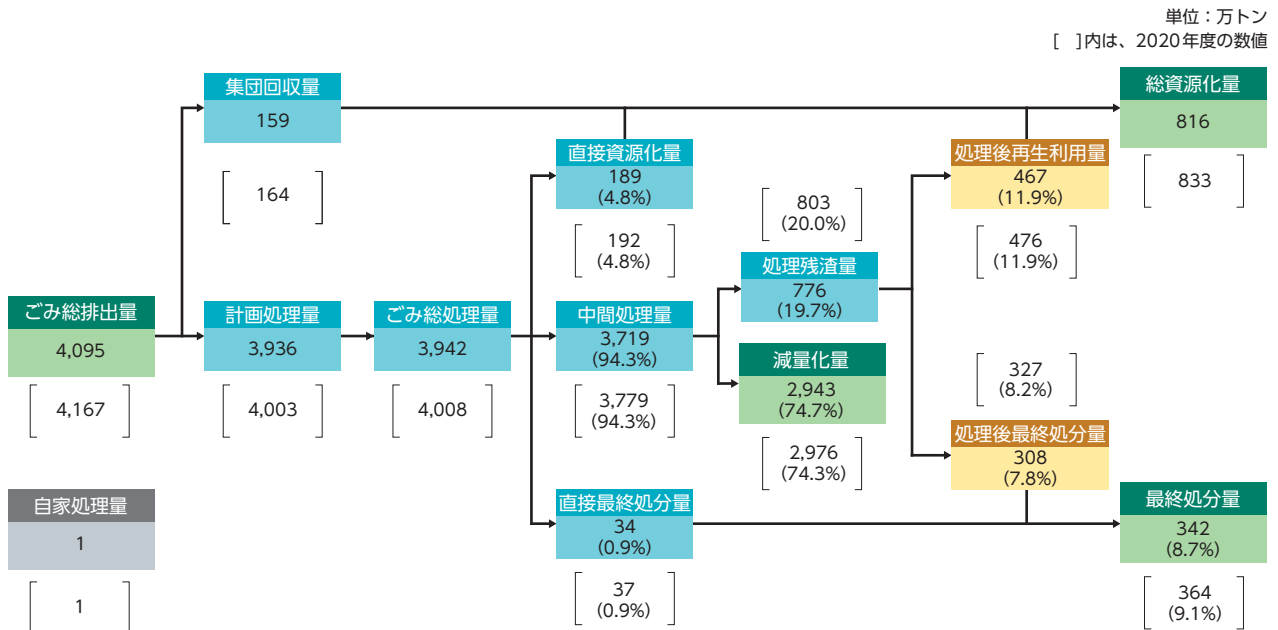 単位：万トン
[ ]内は、2020年度の数値
集団回収量
159
164
総資源化量
816
833
直接資源化量
189
(4.8%)
192
(4.8%)
803
(20.0%)
処理後再生利用量
467
(11.9%)
476
(11.9%)
ごみ総排出量
4,095
4,167
計画処理量
3,936
4,003
ごみ総処理量
3,942
4,008
中間処理量
3,719
(94.3%)
3,779
(94.3%)
処理残渣量
776
(19.7%)
減量化量
2,943
(74.7%)
2,976
(74.3%)
327
(8.2%)
処理後最終処分量
308
(7.8%)
自家処理量
1
1
直接最終処分量
34
(0.9%)
37
(0.9%)
最終処分量
342
(8.7%)
364
(9.1%)